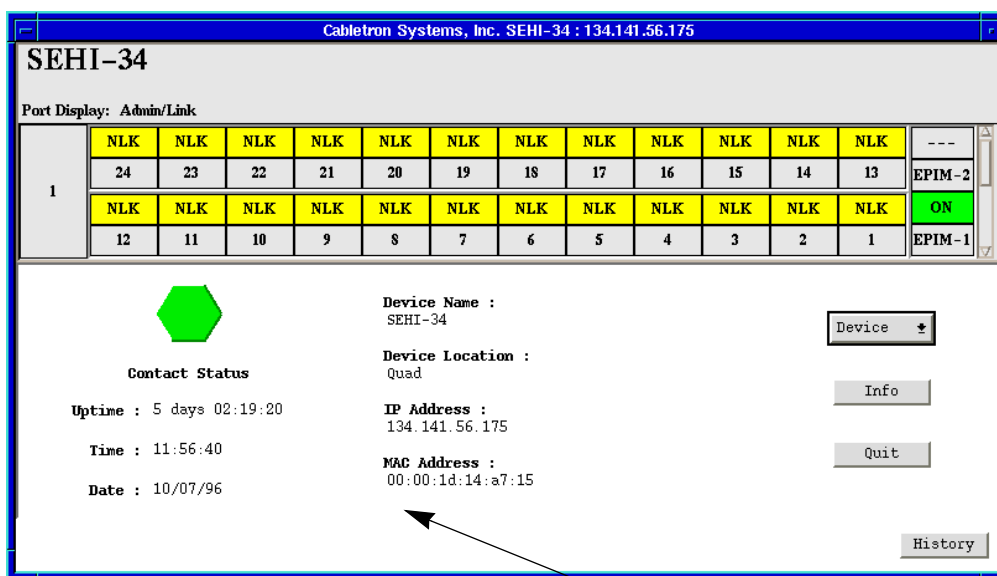 Cabletron Systems, Inc. SEHI-34 : 134.141.56.175
SEHI-34
Port Display: Admin/Link
1
NLK NLK NLK NLK NLK NLK NLK NLK NLK NLK NLK NLK ---
24 23 22 21 20 19 18 17 16 15 14 13 EPIM-2
NLK NLK NLK NLK NLK NLK NLK NLK NLK NLK NLK NLK ON
12 11 10 9 8 7 6 5 4 3 2 1 EPIM-1
Contact Status
Uptime : 5 days 02:19:20
Time : 11:56:40
Date : 10/07/96
Device Name :
SEHI-34
Device Location :
Quad
IP Address :
134.141.56.175
MAC Address :
00:00:1d:14:a7:15
Device
Info
Quit
History